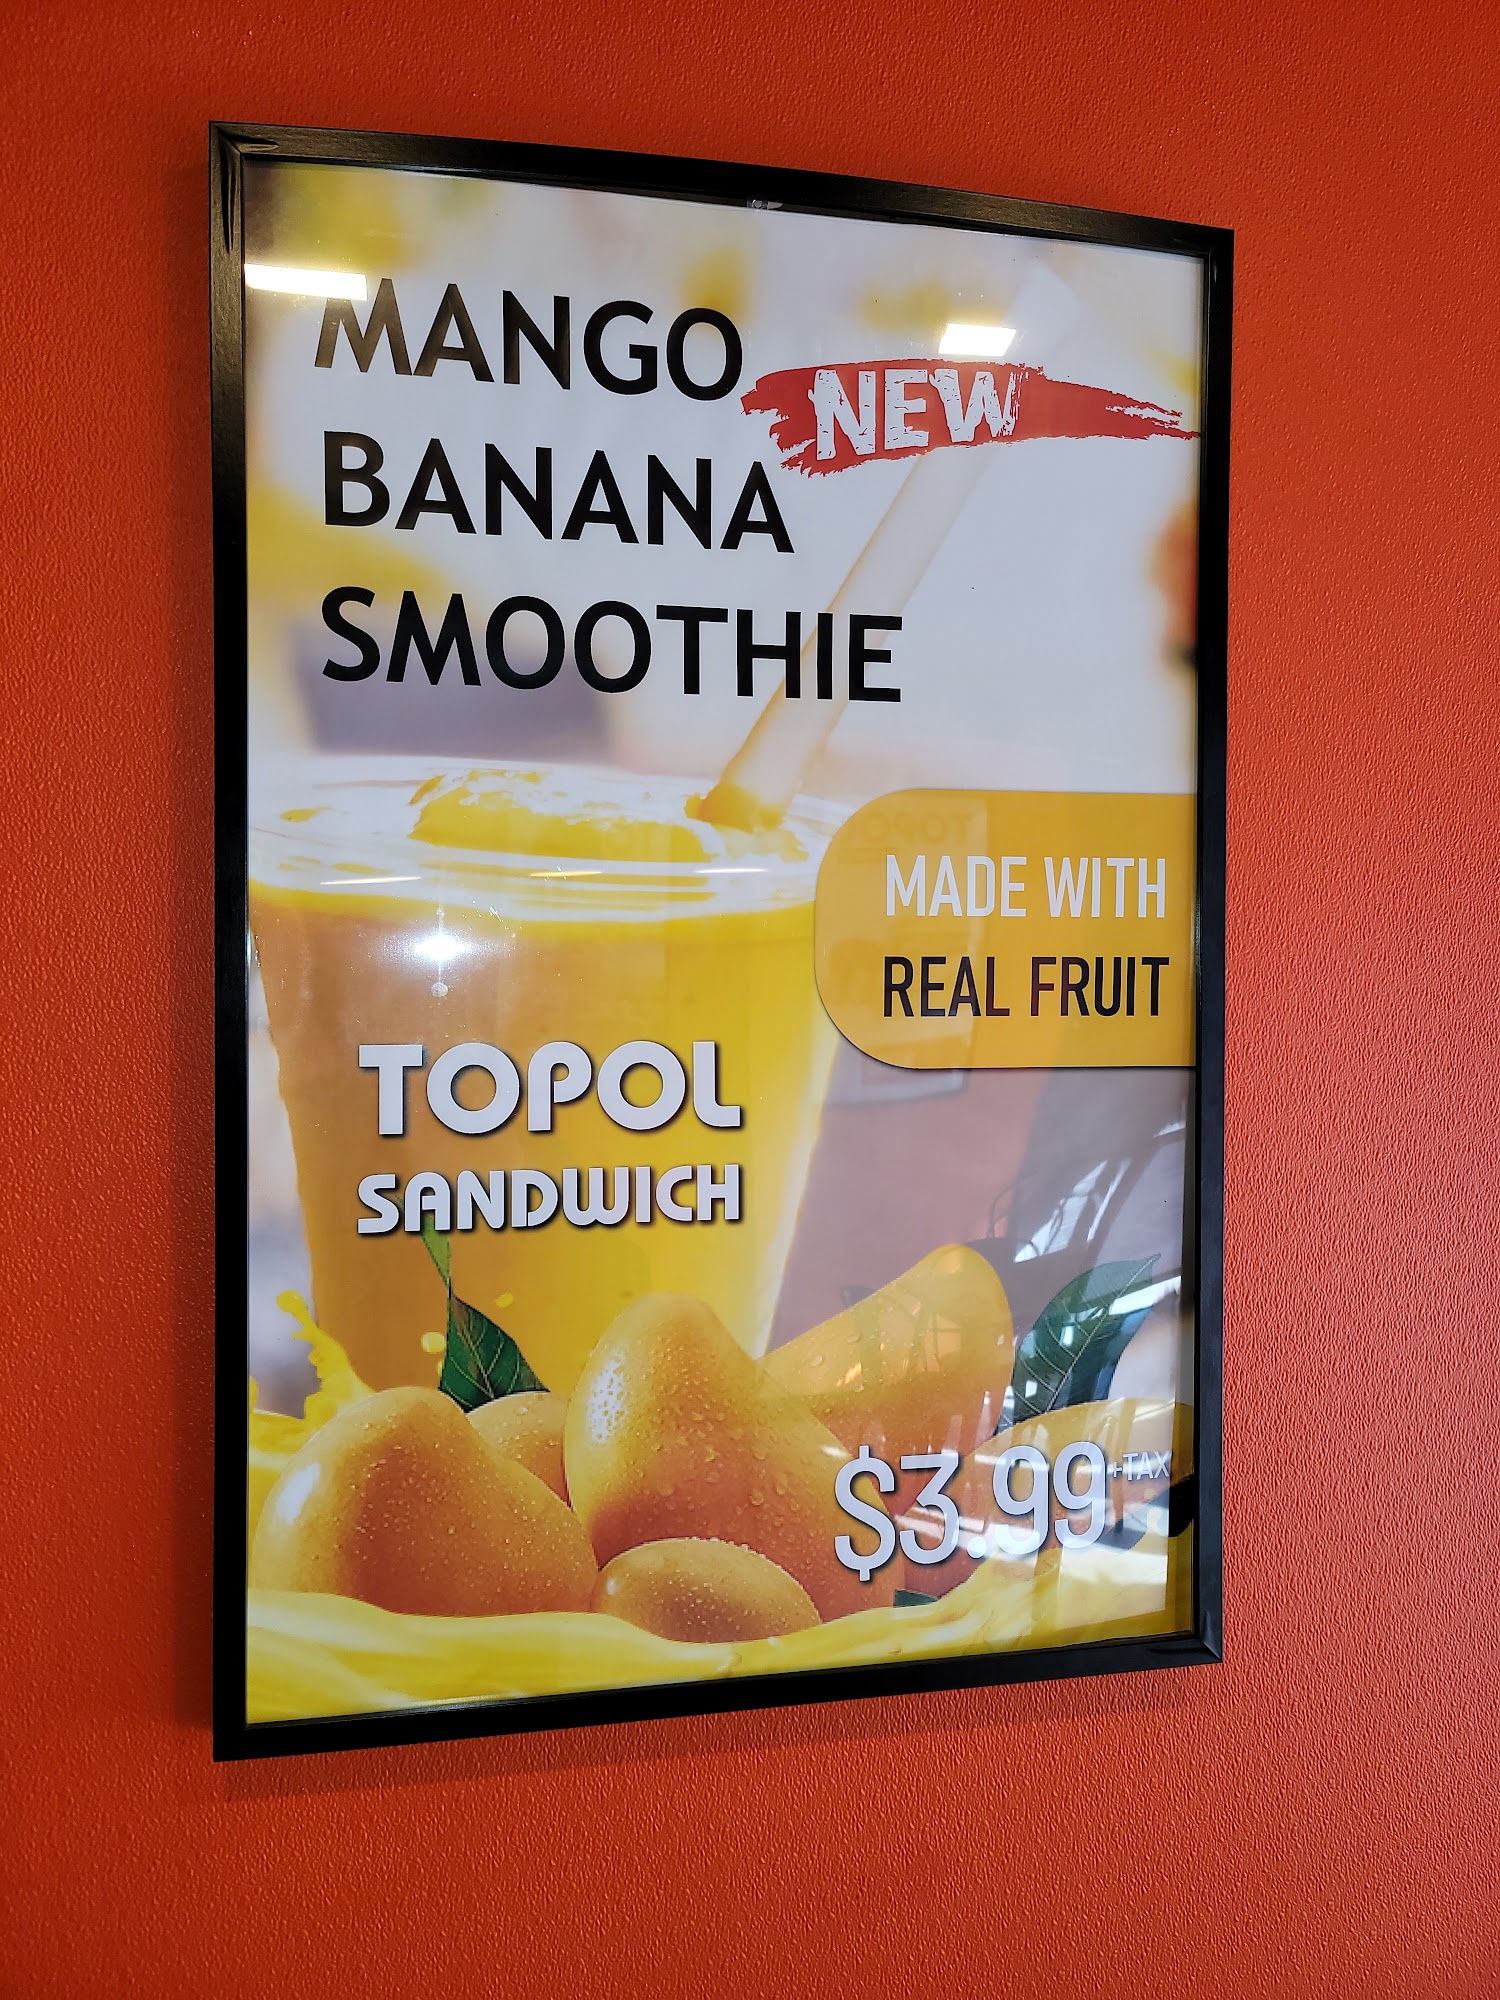 MANGO
NEW
BANANA
SMOOTHIE
MADE WITH
REAL FRUIT
TOPOL
SANDWICH
$3.99+TAX